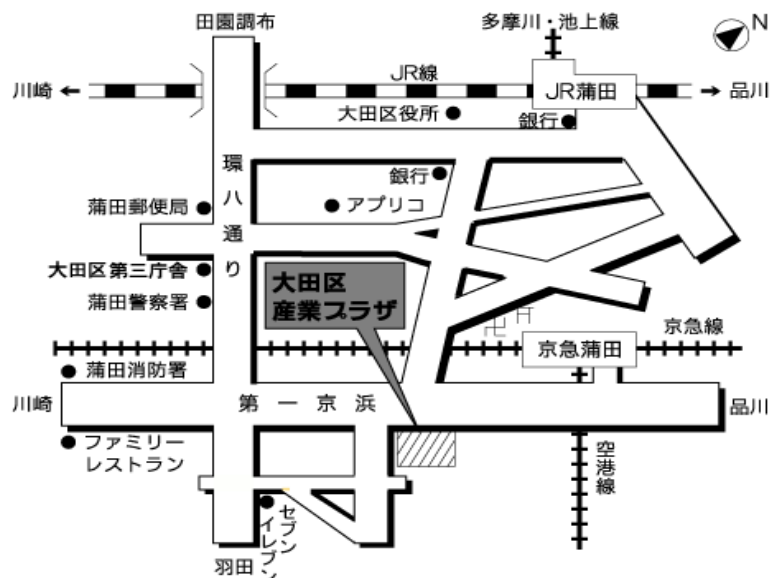 田園調布
多摩川・池上線
N
川崎
JR線
JR蒲田
品川
大田区役所
銀行
環八通り
銀行
蒲田郵便局
アプリコ
大田区第三庁舎
蒲田警察署
大田区
産業プラザ
卍
京急線
京急蒲田
蒲田消防署
川崎
第一京浜
品川
ファミリー
レストラン
空港線
セブン
イレブン
羽田